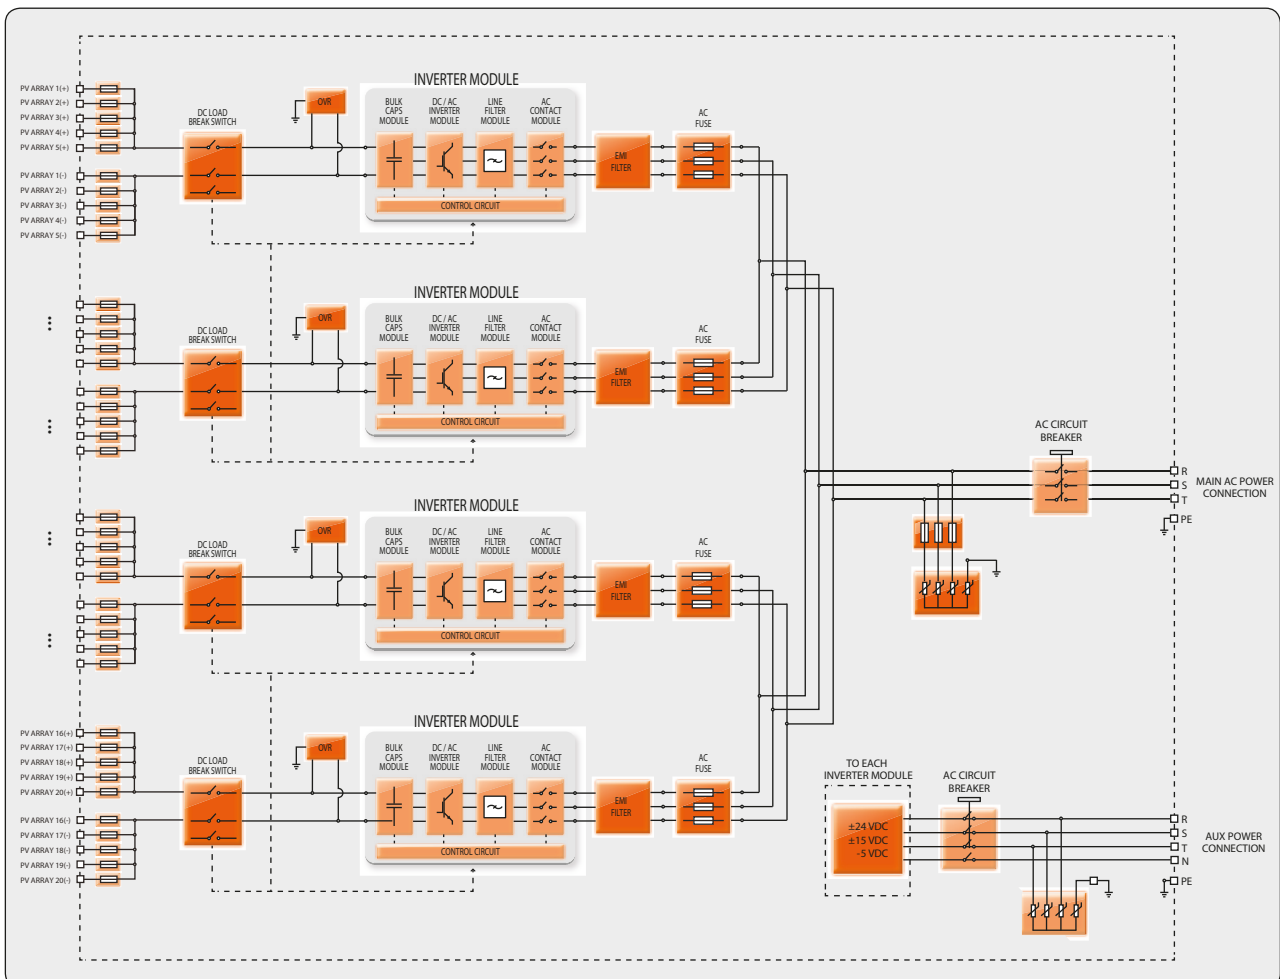 INVERTER MODULE
PV ARRAY 1(+)
PV ARRAY 2(+)
PV ARRAY 3(+)
PV ARRAY 4(+)
PV ARRAY 5(+)
PV ARRAY 1(-)
PV ARRAY 2(-)
PV ARRAY 3(-)
PV ARRAY 4(-)
PV ARRAY 5(-)
DC LOAD
BREAK SWITCH
OVR
BULK
CAPS
MODULE
DC / AC
INVERTER
MODULE
LINE
FILTER
MODULE
AC
CONTACT
MODULE
CONTROL CIRCUIT
EMI
FILTER
AC
FUSE
INVERTER MODULE
DC LOAD
BREAK SWITCH
OVR
BULK
CAPS
MODULE
DC / AC
INVERTER
MODULE
LINE
FILTER
MODULE
AC
CONTACT
MODULE
CONTROL CIRCUIT
EMI
FILTER
AC
FUSE
AC CIRCUIT
BREAKER
R
S
T
PE
MAIN AC POWER
CONNECTION
INVERTER MODULE
DC LOAD
BREAK SWITCH
OVR
BULK
CAPS
MODULE
DC / AC
INVERTER
MODULE
LINE
FILTER
MODULE
AC
CONTACT
MODULE
CONTROL CIRCUIT
EMI
FILTER
AC
FUSE
INVERTER MODULE
PV ARRAY 16(+)
PV ARRAY 17(+)
PV ARRAY 18(+)
PV ARRAY 19(+)
PV ARRAY 20(+)
PV ARRAY 16(-)
PV ARRAY 17(-)
PV ARRAY 18(-)
PV ARRAY 19(-)
PV ARRAY 20(-)
DC LOAD
BREAK SWITCH
OVR
BULK
CAPS
MODULE
DC / AC
INVERTER
MODULE
LINE
FILTER
MODULE
AC
CONTACT
MODULE
CONTROL CIRCUIT
EMI
FILTER
AC
FUSE
TO EACH
INVERTER MODULE
±24 VDC
±15 VDC
-5 VDC
AC CIRCUIT
BREAKER
R
S
T
N
PE
AUX POWER
CONNECTION